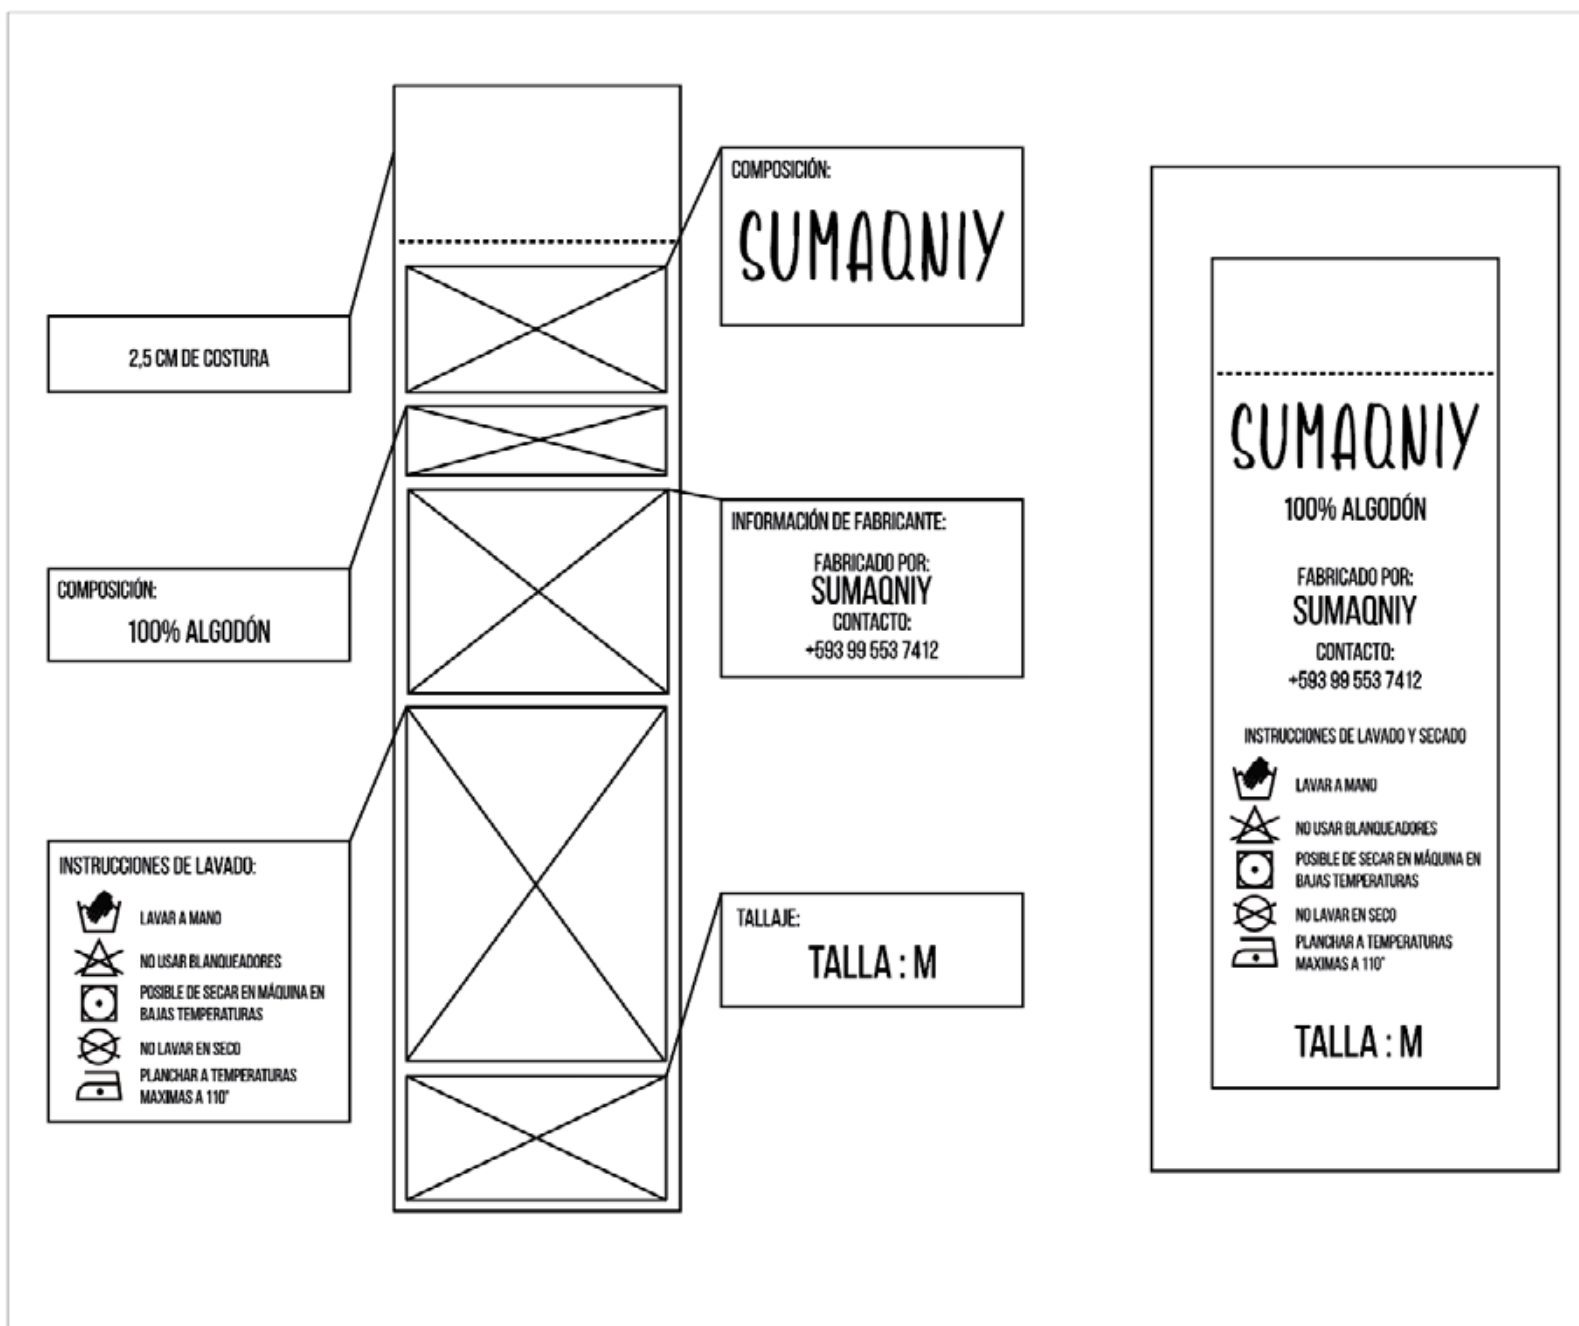 2,5 CM DE COSTURA
COMPOSICIÓN:
100% ALGODÓN
INSTRUCCIONES DE LAVADO:
LAVAR A MANO
NO USAR BLANQUEADORES
POSIBLE DE SECAR EN MÁQUINA EN
BAJAS TEMPERATURAS
NO LAVAR EN SECO
PLANCHAR A TEMPERATURAS
MAXIMAS A 110°
COMPOSICIÓN:
SUMAQNIY
INFORMACIÓN DE FABRICANTE:
FABRICADO POR:
SUMAQNIY
CONTACTO:
+593 99 553 7412
TALLAJE:
TALLA : M
SUMAQNIY
100% ALGODÓN
FABRICADO POR:
SUMAQNIY
CONTACTO:
+593 99 553 7412
INSTRUCCIONES DE LAVADO Y SECADO
LAVAR A MANO
NO USAR BLANQUEADORES
POSIBLE DE SECAR EN MÁQUINA EN
BAJAS TEMPERATURAS
NO LAVAR EN SECO
PLANCHAR A TEMPERATURAS
MAXIMAS A 110°
TALLA : M